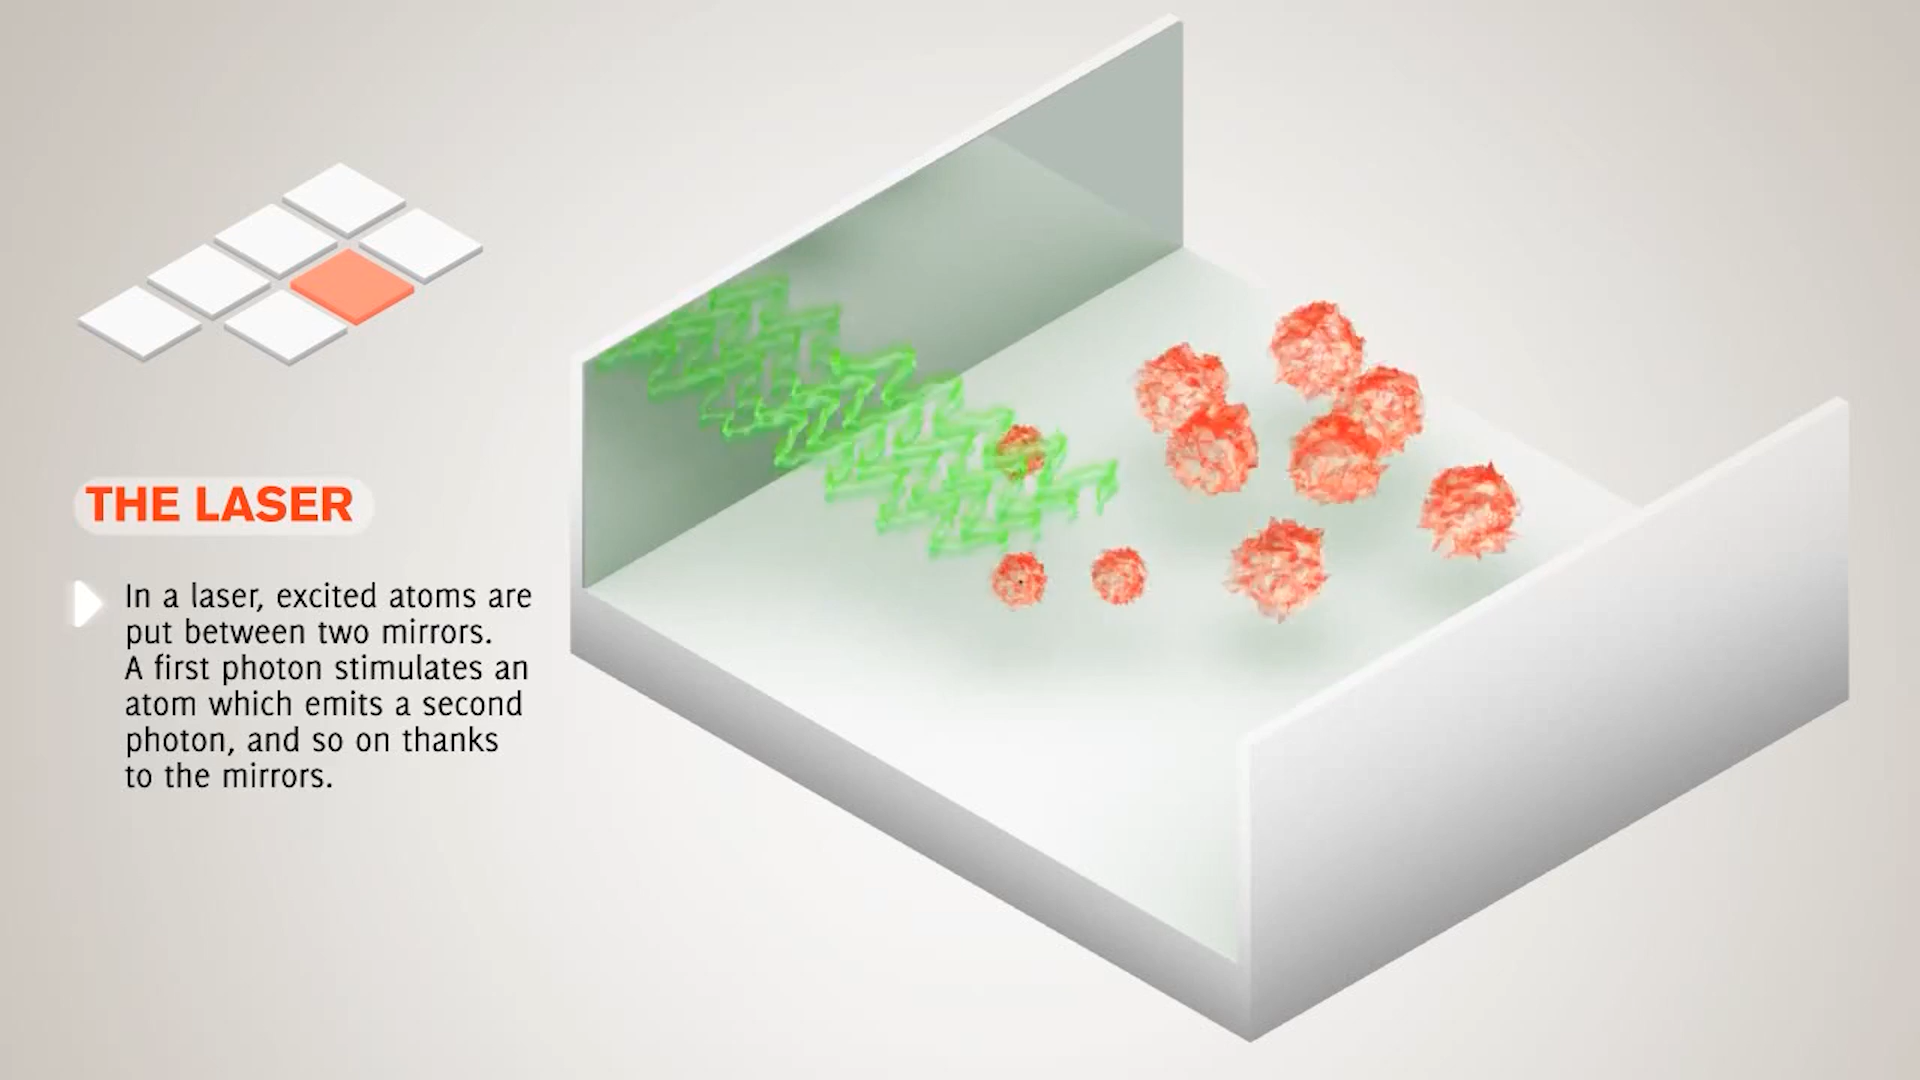 THE LASER
In a laser, excited atoms are
put between two mirrors.
A first photon stimulates an
atom which emits a second
photon, and so on thanks
to the mirrors.